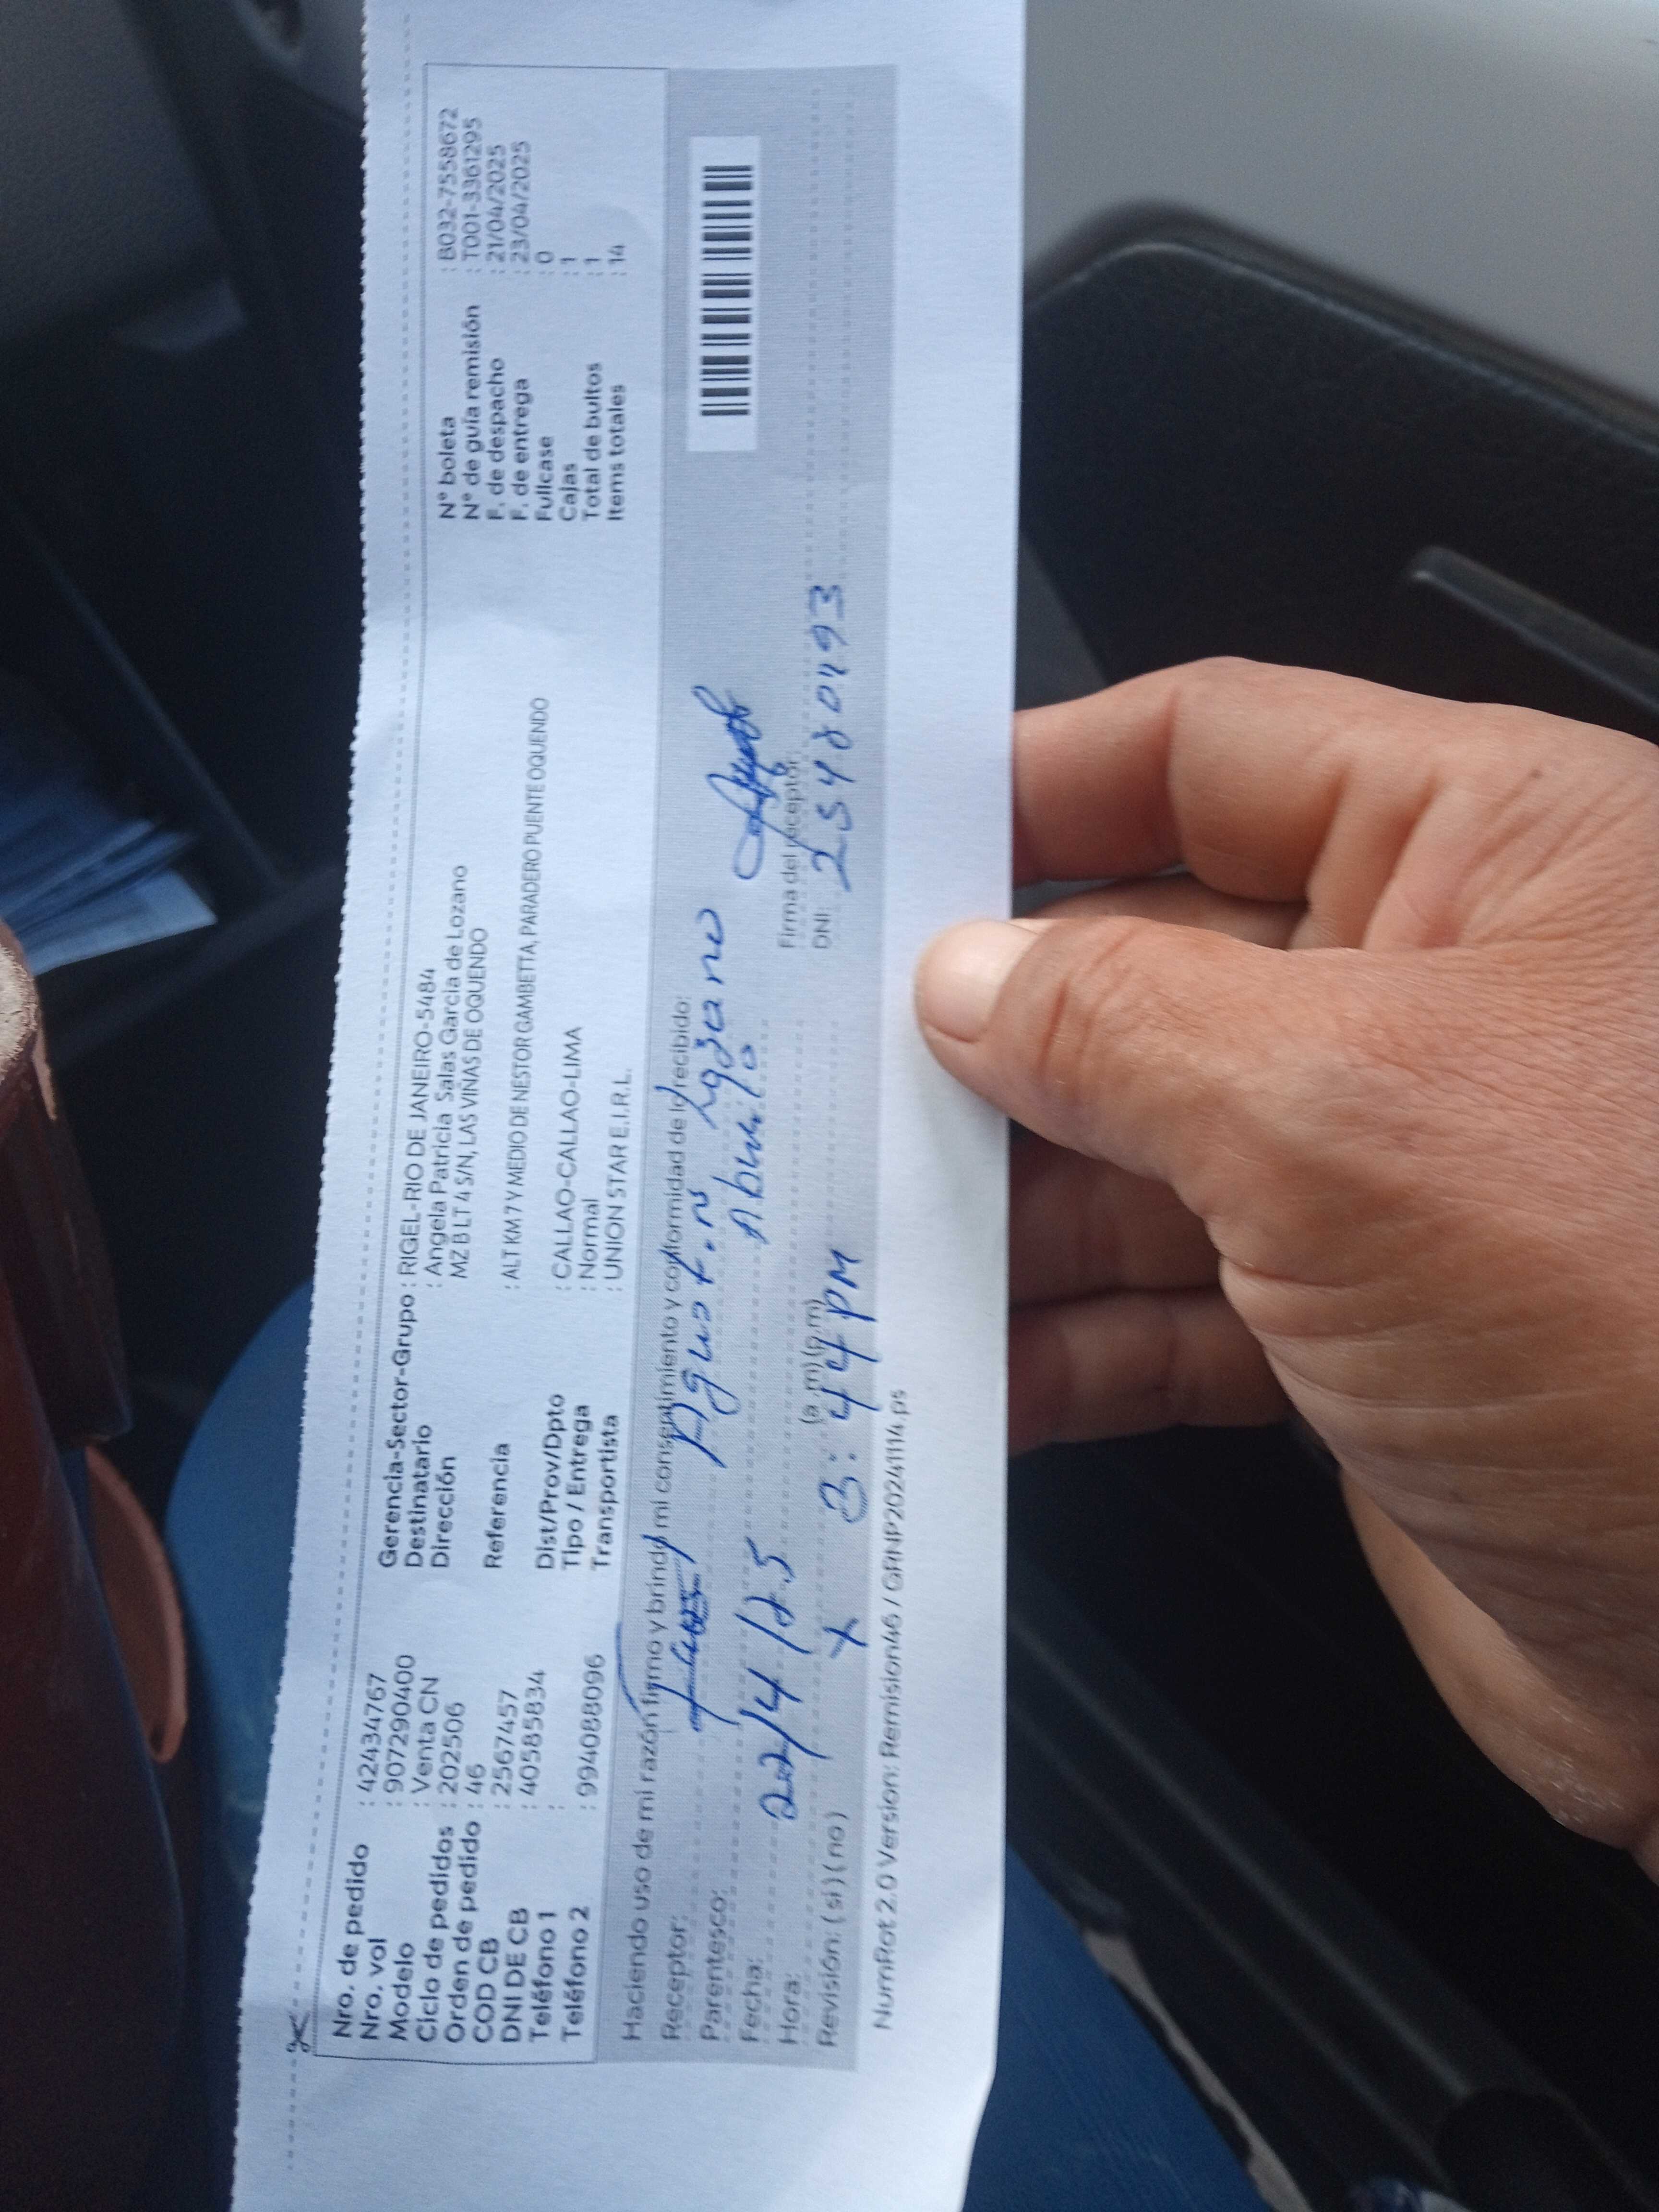 Nro. de pedido : 42434767
Nro. vol : 907290400
Modelo : Venta CN
Ciclo de pedidos : 202506
Orden de pedido : 46
COD CB : 2567457
DNI DE CB : 40585834
Teléfono 1 :
Teléfono 2 : 994088096
Gerencia-Sector-Grupo : RIGEL-RIO DE JANEIRO-5484
Destinatario : Angela Patricia Salas Garcia de Lozano
Dirección MZ B LT 4 S/N, LAS VIÑAS DE OQUENDO
Referencia : ALT KM 7 Y MEDIO DE NESTOR GAMBETTA, PARADERO PUENTE OQUENDO
Dist/Prov/Dpto : CALLAO-CALLAO-LIMA
Tipo / Entrega : Normal
Transportista : UNION STAR E.I.R.L.
N° boleta : B032-7558672
N° de guía remisión : T001-3361295
F. de despacho : 21/04/2025
F. de entrega : 23/04/2025
Fullcase : 0
Cajas : 1
Total de bultos : 1
Items totales : 14
Haciendo uso de mi razón firmo y brindo mi consentimiento y conformidad de lo recibido:
Receptor: Lozano
Parentesco:
Fecha: 22/4/25
Hora: (a.m) (p.m) 3:44 PM
Revisión: (si) (no) X
Firma del receptor:
DNI:
NumRot 2.0 Version: Remision46 / GRNP20241114.ps